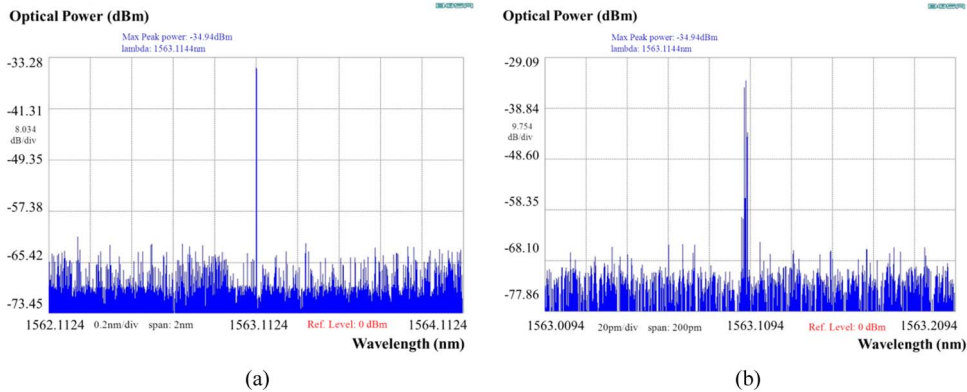 Optical Power (dBm)
Max Peak power: -34.94dBm
lambda: 1563.1144nm
-33.28
-41.31
8.034
dB/div
-49.35
-57.38
-65.42
-73.45
1562.1124 0.2nm/div span: 2nm 1563.1124 Ref. Level: 0 dBm 1564.1124
Wavelength (nm)
(a)
Optical Power (dBm)
Max Peak power: -34.94dBm
lambda: 1563.1144nm
-29.09
-38.84
9.754
dB/div
-48.60
-58.35
-68.10
-77.86
1563.0094 20pm/div span: 200pm 1563.1094 Ref. Level: 0 dBm 1563.2094
Wavelength (nm)
(b)